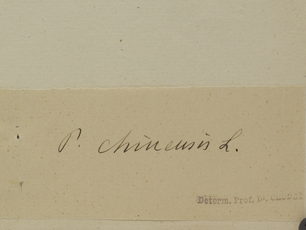 P. chinensis L.
Determ. Prof. Dr.